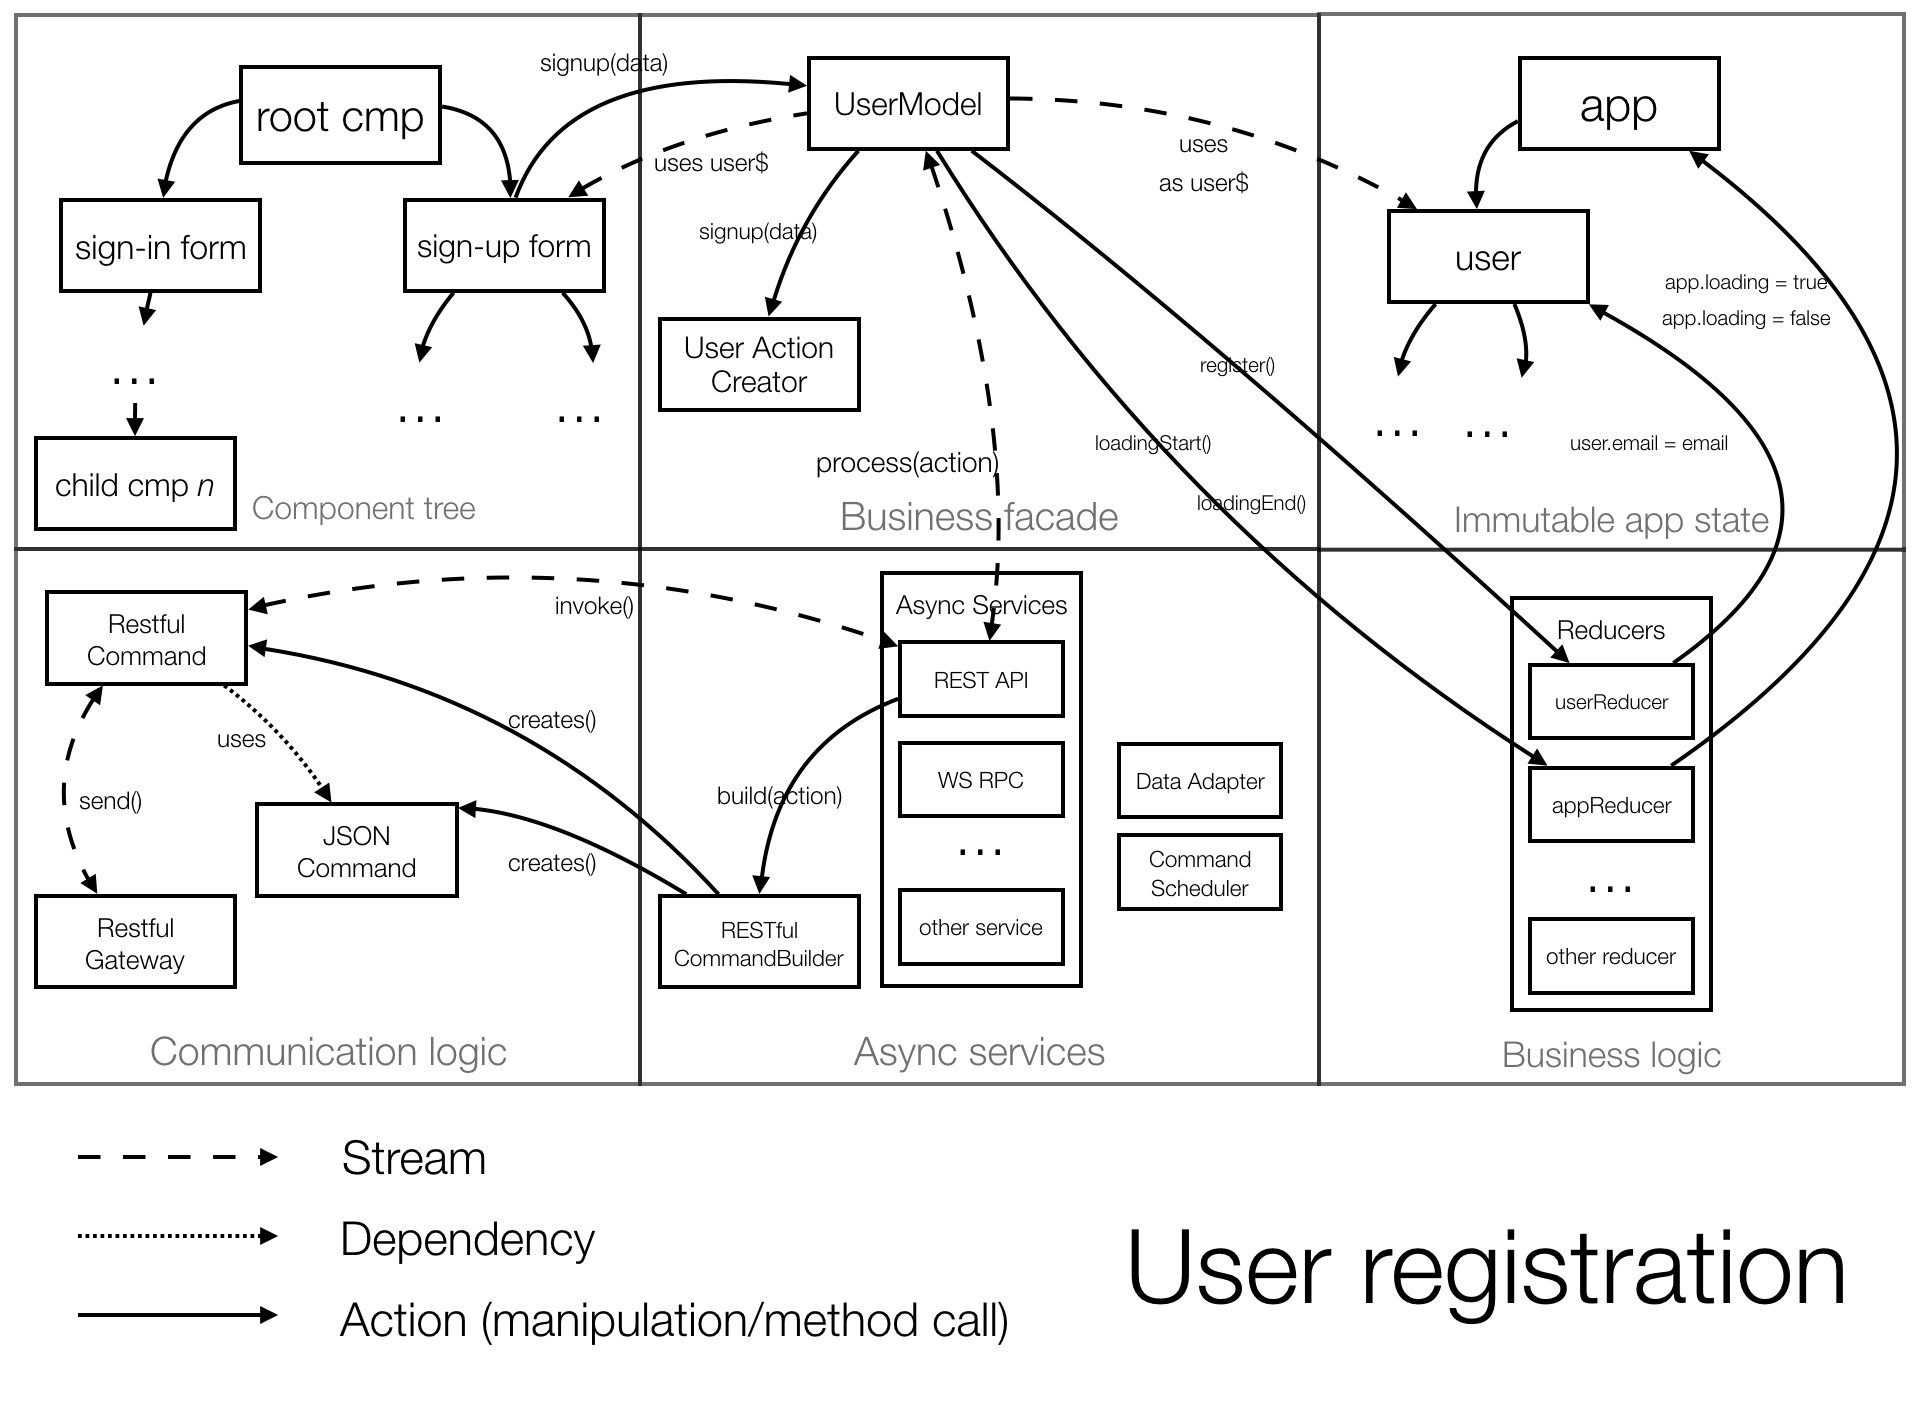 root cmp
sign-in form
sign-up form
...
child cmp n
...
...
Component tree
signup(data)
UserModel
uses user$
uses
as user$
signup(data)
User Action
Creator
process(action)
register()
loadingStart()
loadingEnd()
Business facade
app
user
app.loading = true
app.loading = false
...
...
user.email = email
Immutable app state
Restful
Command
invoke()
creates()
uses
send()
JSON
Command
creates()
Restful
Gateway
Communication logic
Async Services
REST API
WS RPC
...
other service
build(action)
RESTful
CommandBuilder
Data Adapter
Command
Scheduler
Async services
Reducers
userReducer
appReducer
...
other reducer
Business logic
Stream
Dependency
Action (manipulation/method call)
User registration